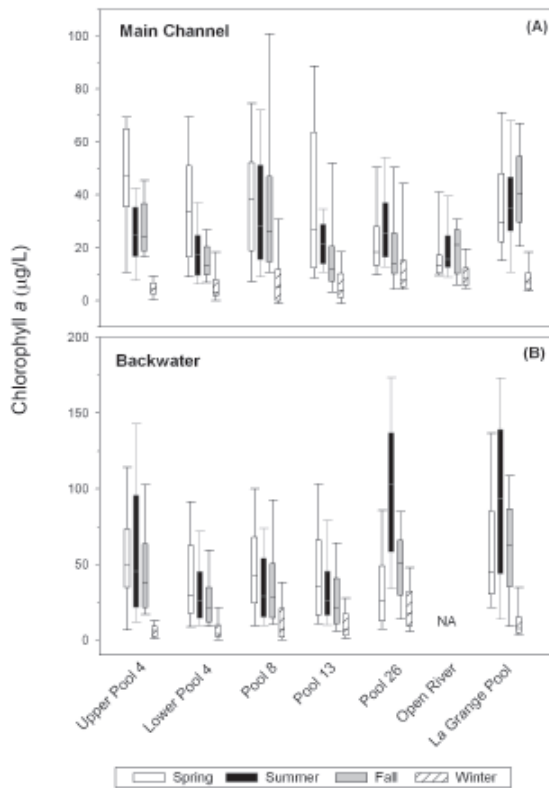 Main Channel
(A)
120
100
80
60
40
20
0
Backwater
(B)
200
150
100
50
0
NA
Chlorophyll a (µg/L)
Upper Pool 4
Lower Pool 4
Pool 8
Pool 13
Pool 26
Open River
La Grange Pool
Spring Summer Fall Winter